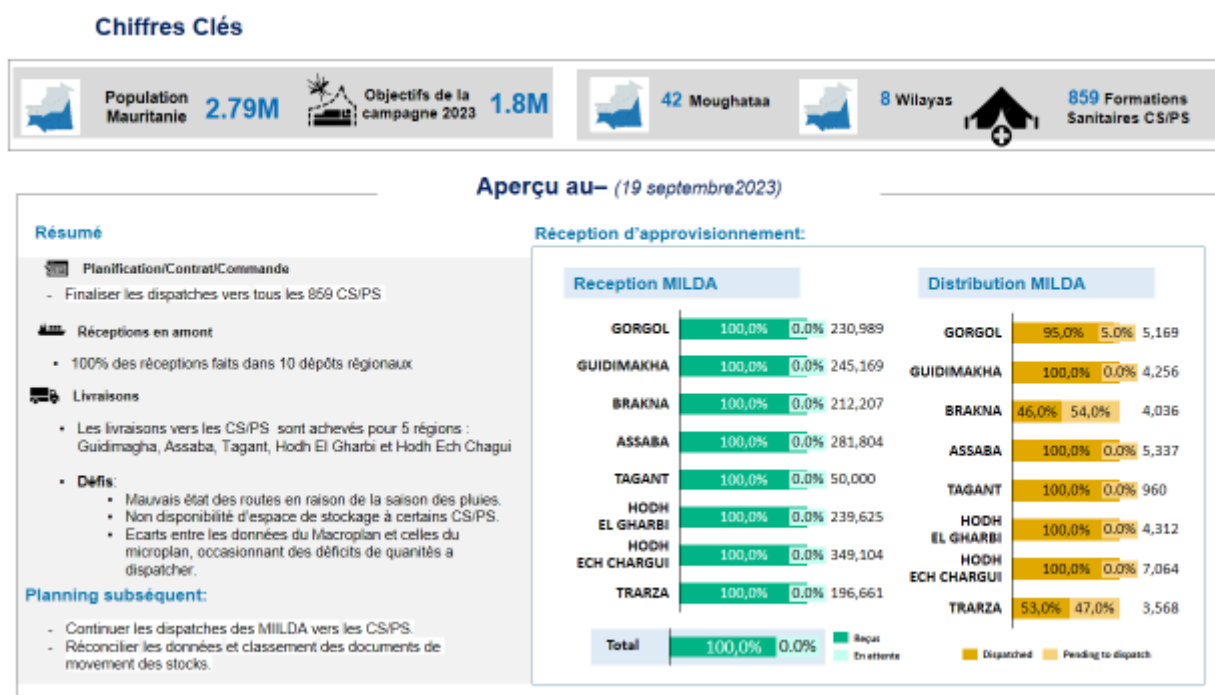 Chiffres Clés
Population
Mauritanie
2.79M
Objectifs de la
campagne 2023
1.8M
42 Moughataa
8 Wilayas
859 Formations
Sanitaires CS/PS
Aperçu au– (19 septembre2023)
Résumé
Planification/Contrat/Commande
- Finaliser les dispatches vers tous les 859 CS/PS
Réceptions en amont
• 100% des réceptions faits dans 10 dépôts régionaux
Livraisons
• Les livraisons vers les CS/PS sont achevés pour 5 régions :
Guidimagha, Assaba, Tagant, Hodh El Gharbi et Hodh Ech Chagui
• Défis:
• Mauvais état des routes en raison de la saison des pluies.
• Non disponibilité d'espace de stockage à certains CS/PS.
• Ecarts entre les données du Macroplan et celles du
microplan, occasionnant des déficits de quanités a
dispatcher.
Planning subséquent:
- Continuer les dispatches des MIILDA vers les CS/PS.
- Réconcilier les données et classement des documents de
movement des stocks.
Réception d'approvisionnement:
Reception MILDA
GORGOL 100,0% 0.0% 230,989
GUIDIMAKHA 100,0% 0.0% 245,169
BRAKNA 100,0% 0.0% 212,207
ASSABA 100,0% 0.0% 281,804
TAGANT 100,0% 0.0% 50,000
HODH
EL GHARBI 100,0% 0.0% 239,625
HODH
ECH CHARGUI 100,0% 0.0% 349,104
TRARZA 100,0% 0.0% 196,661
Total 100,0% 0.0%
Reçus
En attente
Distribution MILDA
GORGOL 95,0% 5.0% 5,169
GUIDIMAKHA 100,0% 0.0% 4,256
BRAKNA 46,0% 54,0% 4,036
ASSABA 100,0% 0.0% 5,337
TAGANT 100,0% 0.0% 960
HODH
EL GHARBI 100,0% 0.0% 4,312
HODH
ECH CHARGUI 100,0% 0.0% 7,064
TRARZA 53,0% 47,0% 3,568
Dispatched
Pending to dispatch